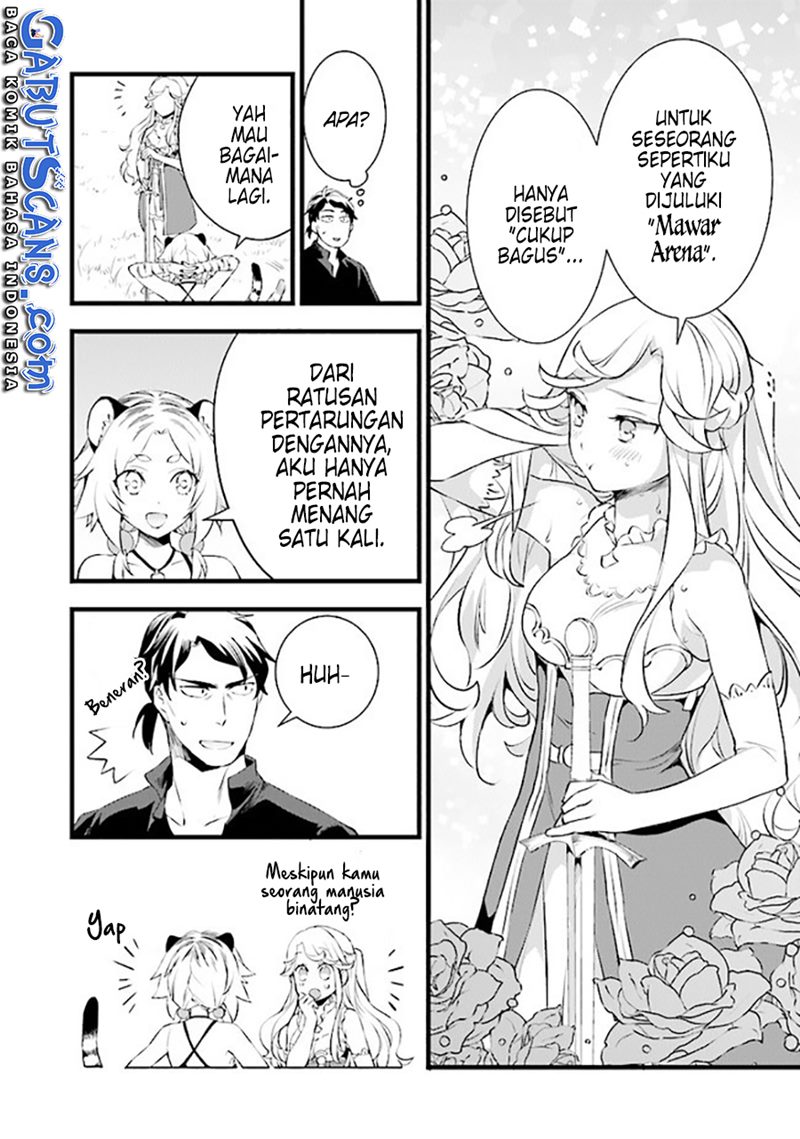 UNTUK
SESEORANG
SEPERTIKU
YANG
DIJULUKI
"Mawar
Arena".
HANYA
DISEBUT
"CUKUP
BAGUS"...
APA?
YAH
MAU
BAGAI-
MANA
LAGI.
DARI
RATUSAN
PERTARUNGAN
DENGANNYA,
AKU HANYA
PERNAH
MENANG
SATU KALI.
HUH-
Beneran?
Meskipun kamu
seorang manusia
binatang?
Yap
CABUTSCANS.COM
BACA KOMIK BAHASA INDONESIA